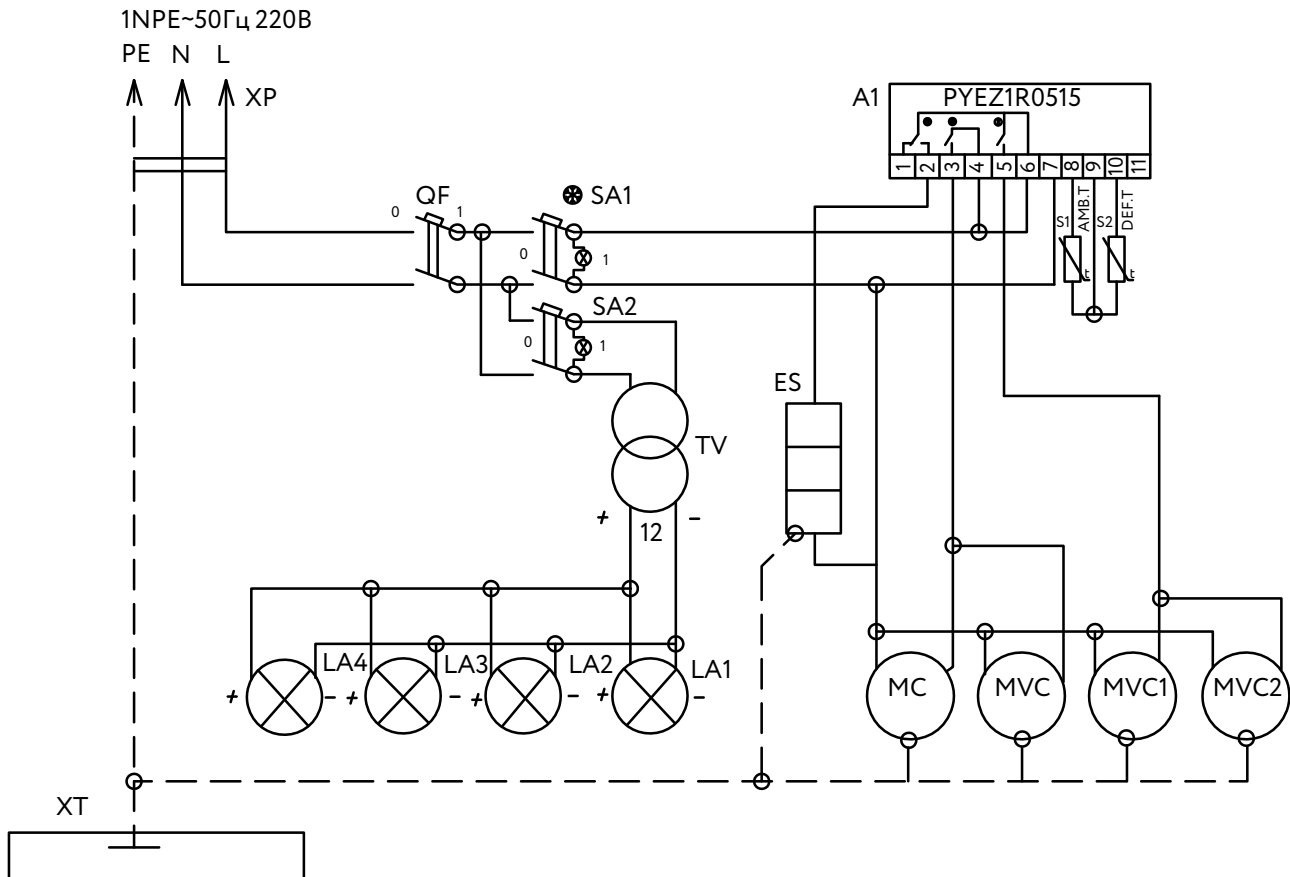 1NPE~50Гц 220В
PE N L
XP
A1 PYEZ1R0515
1 2 3 4 5 6 7 8 9 10 11
S1 AMB.T S2 DEF.T
t t
QF SA1
0 1
0 1
SA2
0 1
ES
TV
+ 12 -
LA4 LA3 LA2 LA1
+ - + - + - + -
MC MVC MVC1 MVC2
XT